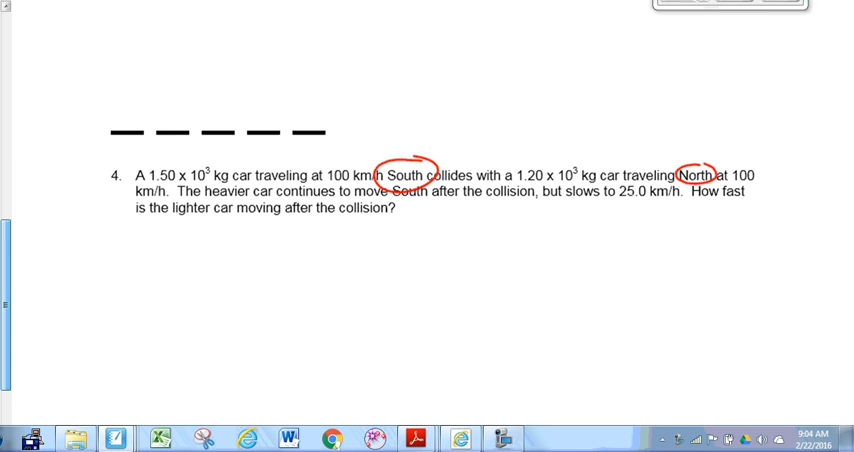 4. A 1.50 x 10³ kg car traveling at 100 km/h South collides with a 1.20 x 10³ kg car traveling North at 100
km/h. The heavier car continues to move South after the collision, but slows to 25.0 km/h. How fast
is the lighter car moving after the collision?
9:04 AM
2/22/2016